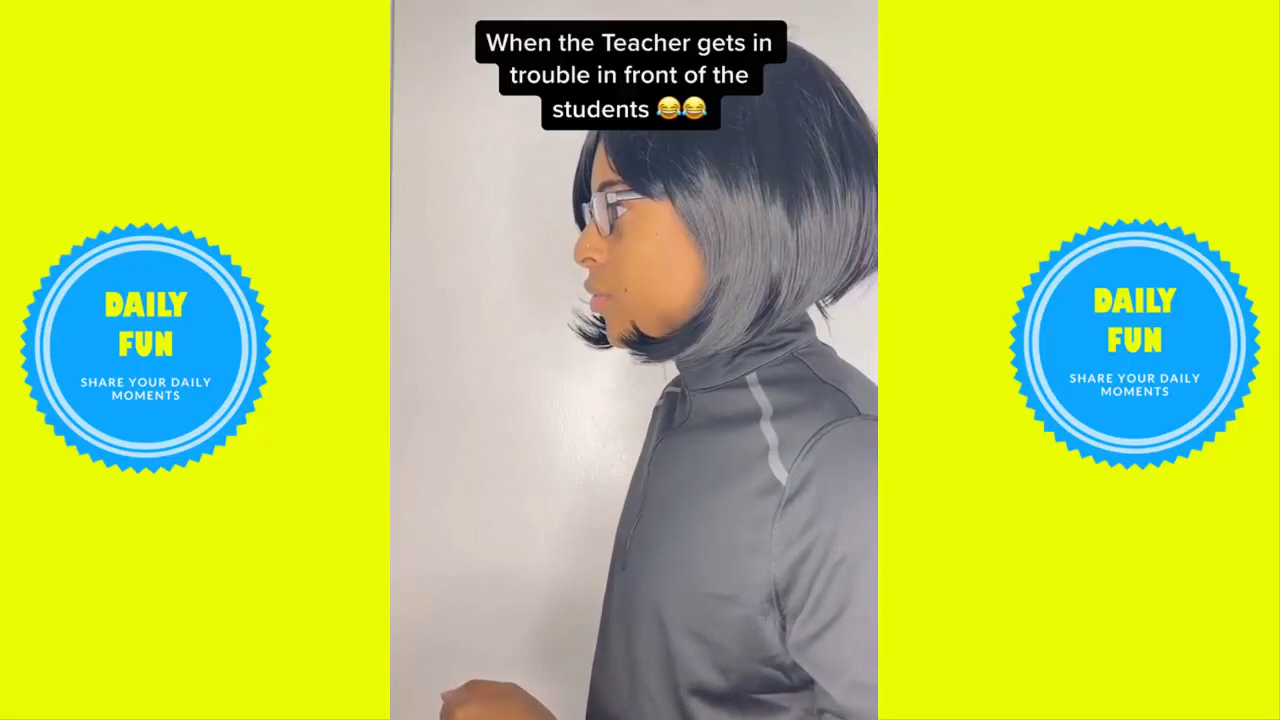 When the Teacher gets in
trouble in front of the
students 😂😂
DAILY
FUN
SHARE YOUR DAILY
MOMENTS
DAILY
FUN
SHARE YOUR DAILY
MOMENTS